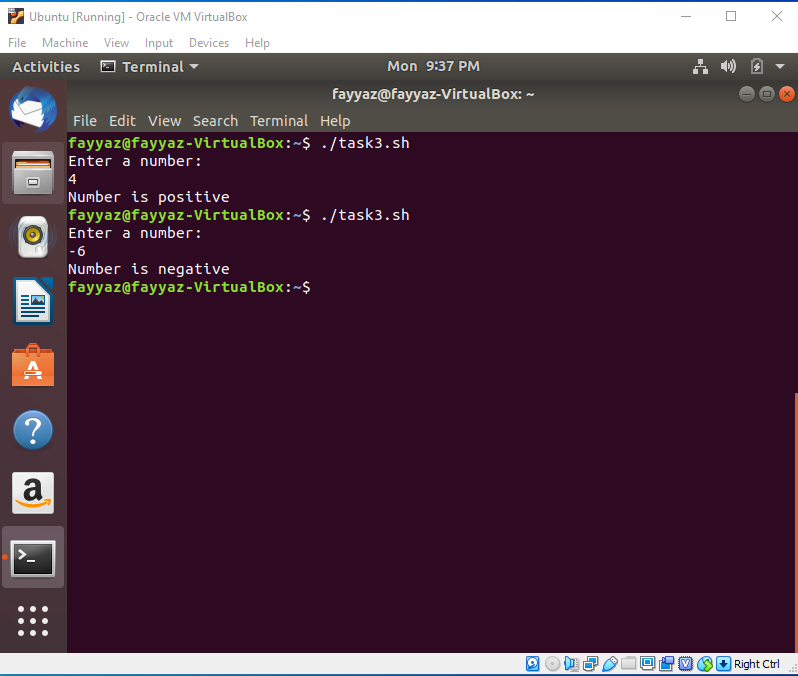 Ubuntu [Running] - Oracle VM VirtualBox
File Machine View Input Devices Help
Activities Terminal Mon 9:37 PM
fayyaz@fayyaz-VirtualBox: ~
File Edit View Search Terminal Help
fayyaz@fayyaz-VirtualBox:~$ ./task3.sh
Enter a number:
4
Number is positive
fayyaz@fayyaz-VirtualBox:~$ ./task3.sh
Enter a number:
-6
Number is negative
fayyaz@fayyaz-VirtualBox:~$
Right Ctrl